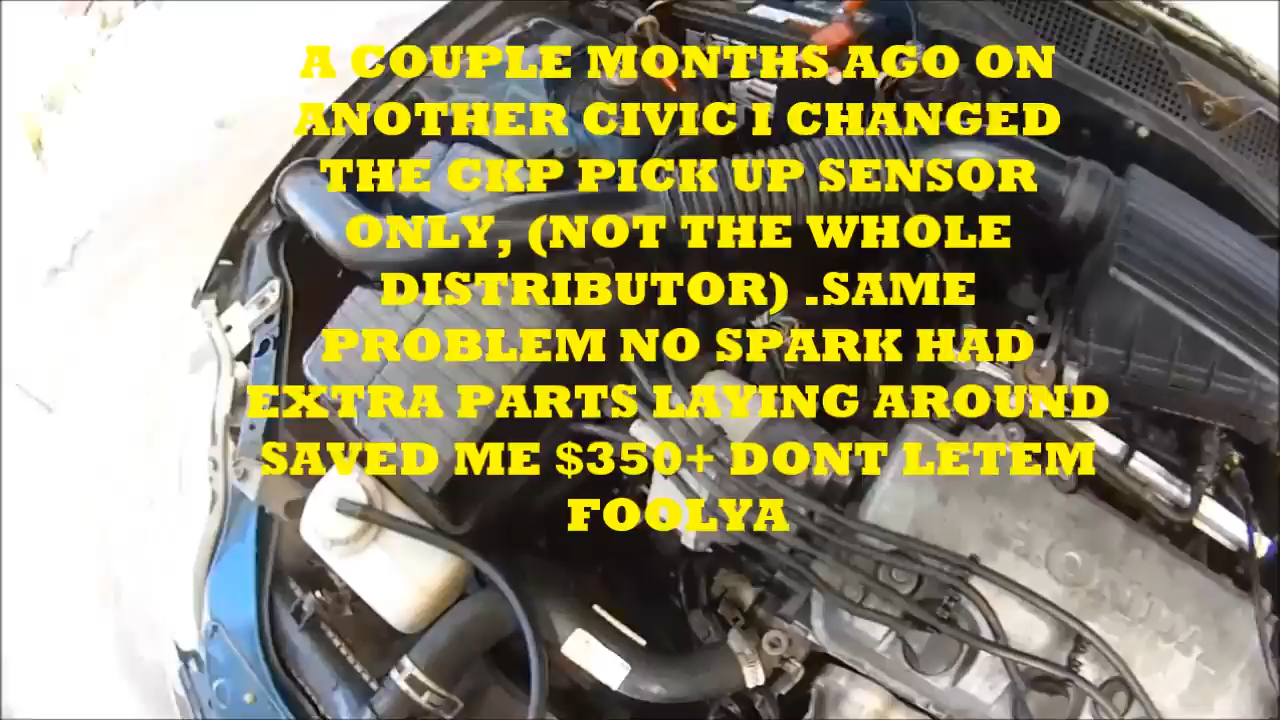 A COUPLE MONTHS AGO ON
ANOTHER CIVIC I CHANGED
THE CKP PICK UP SENSOR
ONLY, (NOT THE WHOLE
DISTRIBUTOR) .SAME
PROBLEM NO SPARK HAD
EXTRA PARTS LAYING AROUND
SAVED ME $350+ DONT LETEM
FOOLYA
HONDA